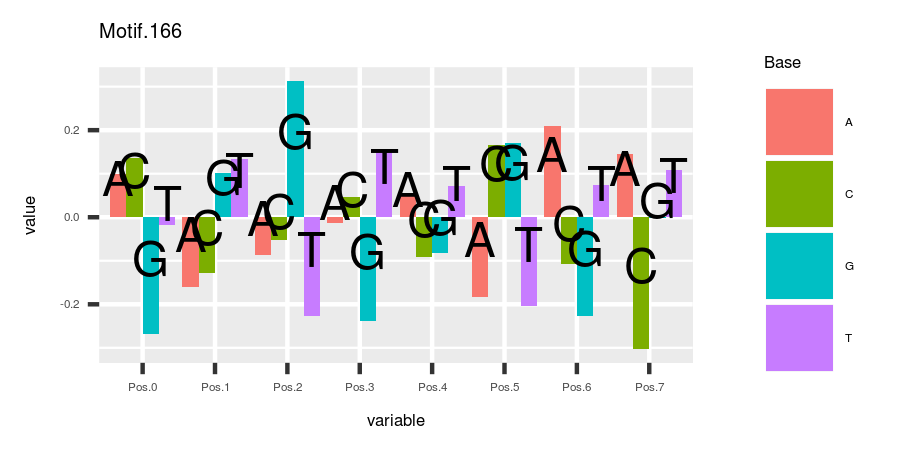 Motif.166
value
0.2
0.0
-0.2
A C G T A C G T A C G T A C G T A C G T A C G T A C G T A C G T
Pos.0 Pos.1 Pos.2 Pos.3 Pos.4 Pos.5 Pos.6 Pos.7
variable
Base
A
C
G
T